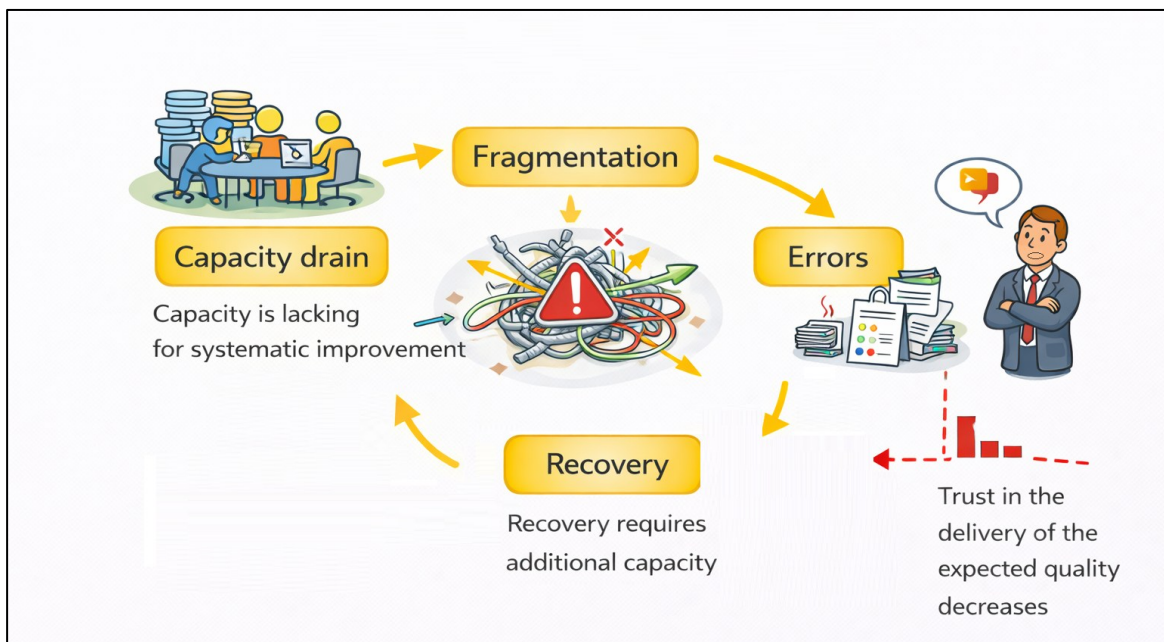 Fragmentation
Capacity drain
Capacity is lacking
for systematic improvement
Errors
Recovery
Recovery requires
additional capacity
Trust in the
delivery of the
expected quality
decreases